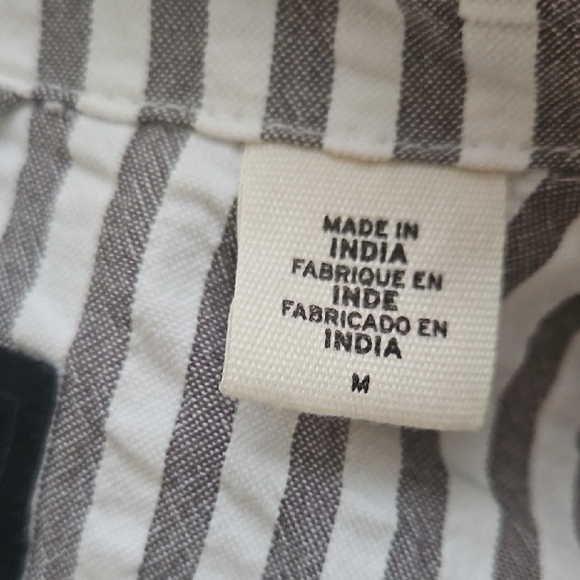 MADE IN
INDIA
FABRIQUE EN
INDE
FABRICADO EN
INDIA
M